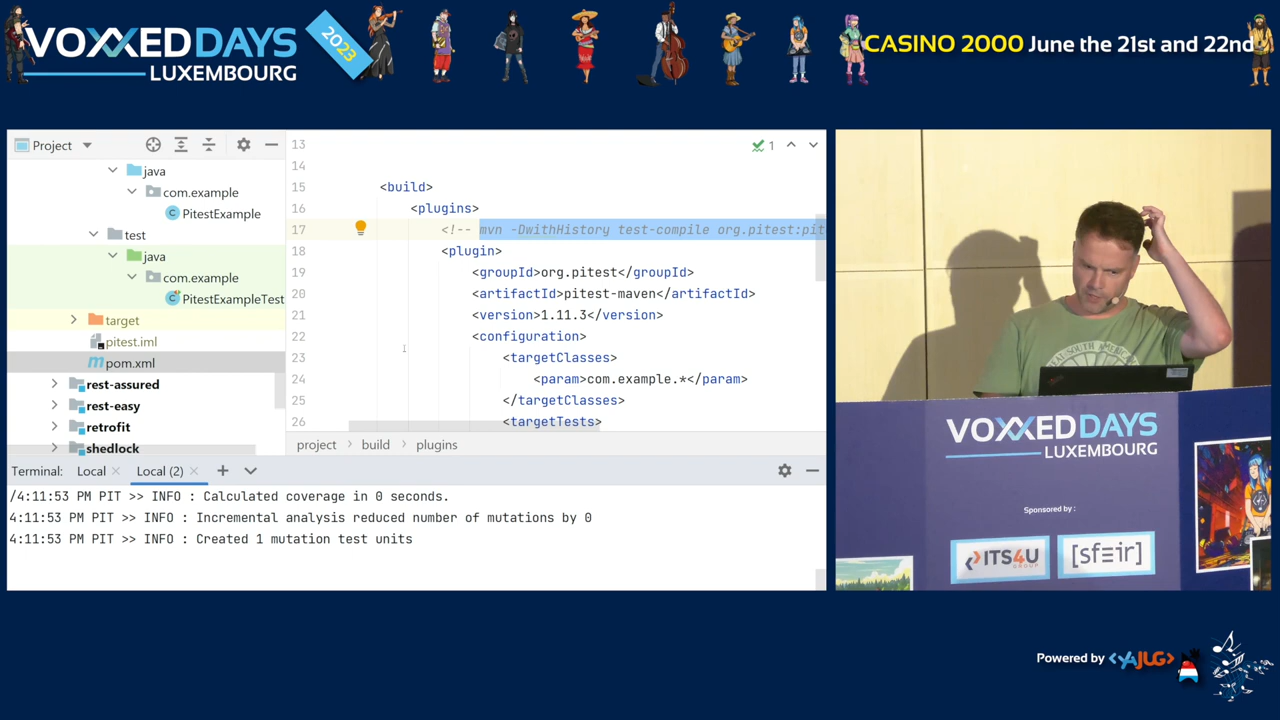 VOXXED DAYS
LUXEMBOURG
2023
CASINO 2000 June the 21st and 22nd
Project
java
com.example
PitestExample
test
java
com.example
PitestExampleTest
target
pitest.iml
pom.xml
rest-assured
rest-easy
retrofit
shedlock
13
14
15 <build>
16 <plugins>
17 <!-- mvn -DwithHistory test-compile org.pitest:pit
18 <plugin>
19 <groupId>org.pitest</groupId>
20 <artifactId>pitest-maven</artifactId>
21 <version>1.11.3</version>
22 <configuration>
23 <targetClasses>
24 <param>com.example.*</param>
25 </targetClasses>
26 <targetTests>
1
project build plugins
Terminal: Local Local (2)
/4:11:53 PM PIT >> INFO : Calculated coverage in 0 seconds.
4:11:53 PM PIT >> INFO : Incremental analysis reduced number of mutations by 0
4:11:53 PM PIT >> INFO : Created 1 mutation test units
VOXXED DAYS
LUXEMBOURG
Sponsored by :
ITS4U
GROUP
[sfeir]
Powered by <YAJUG>